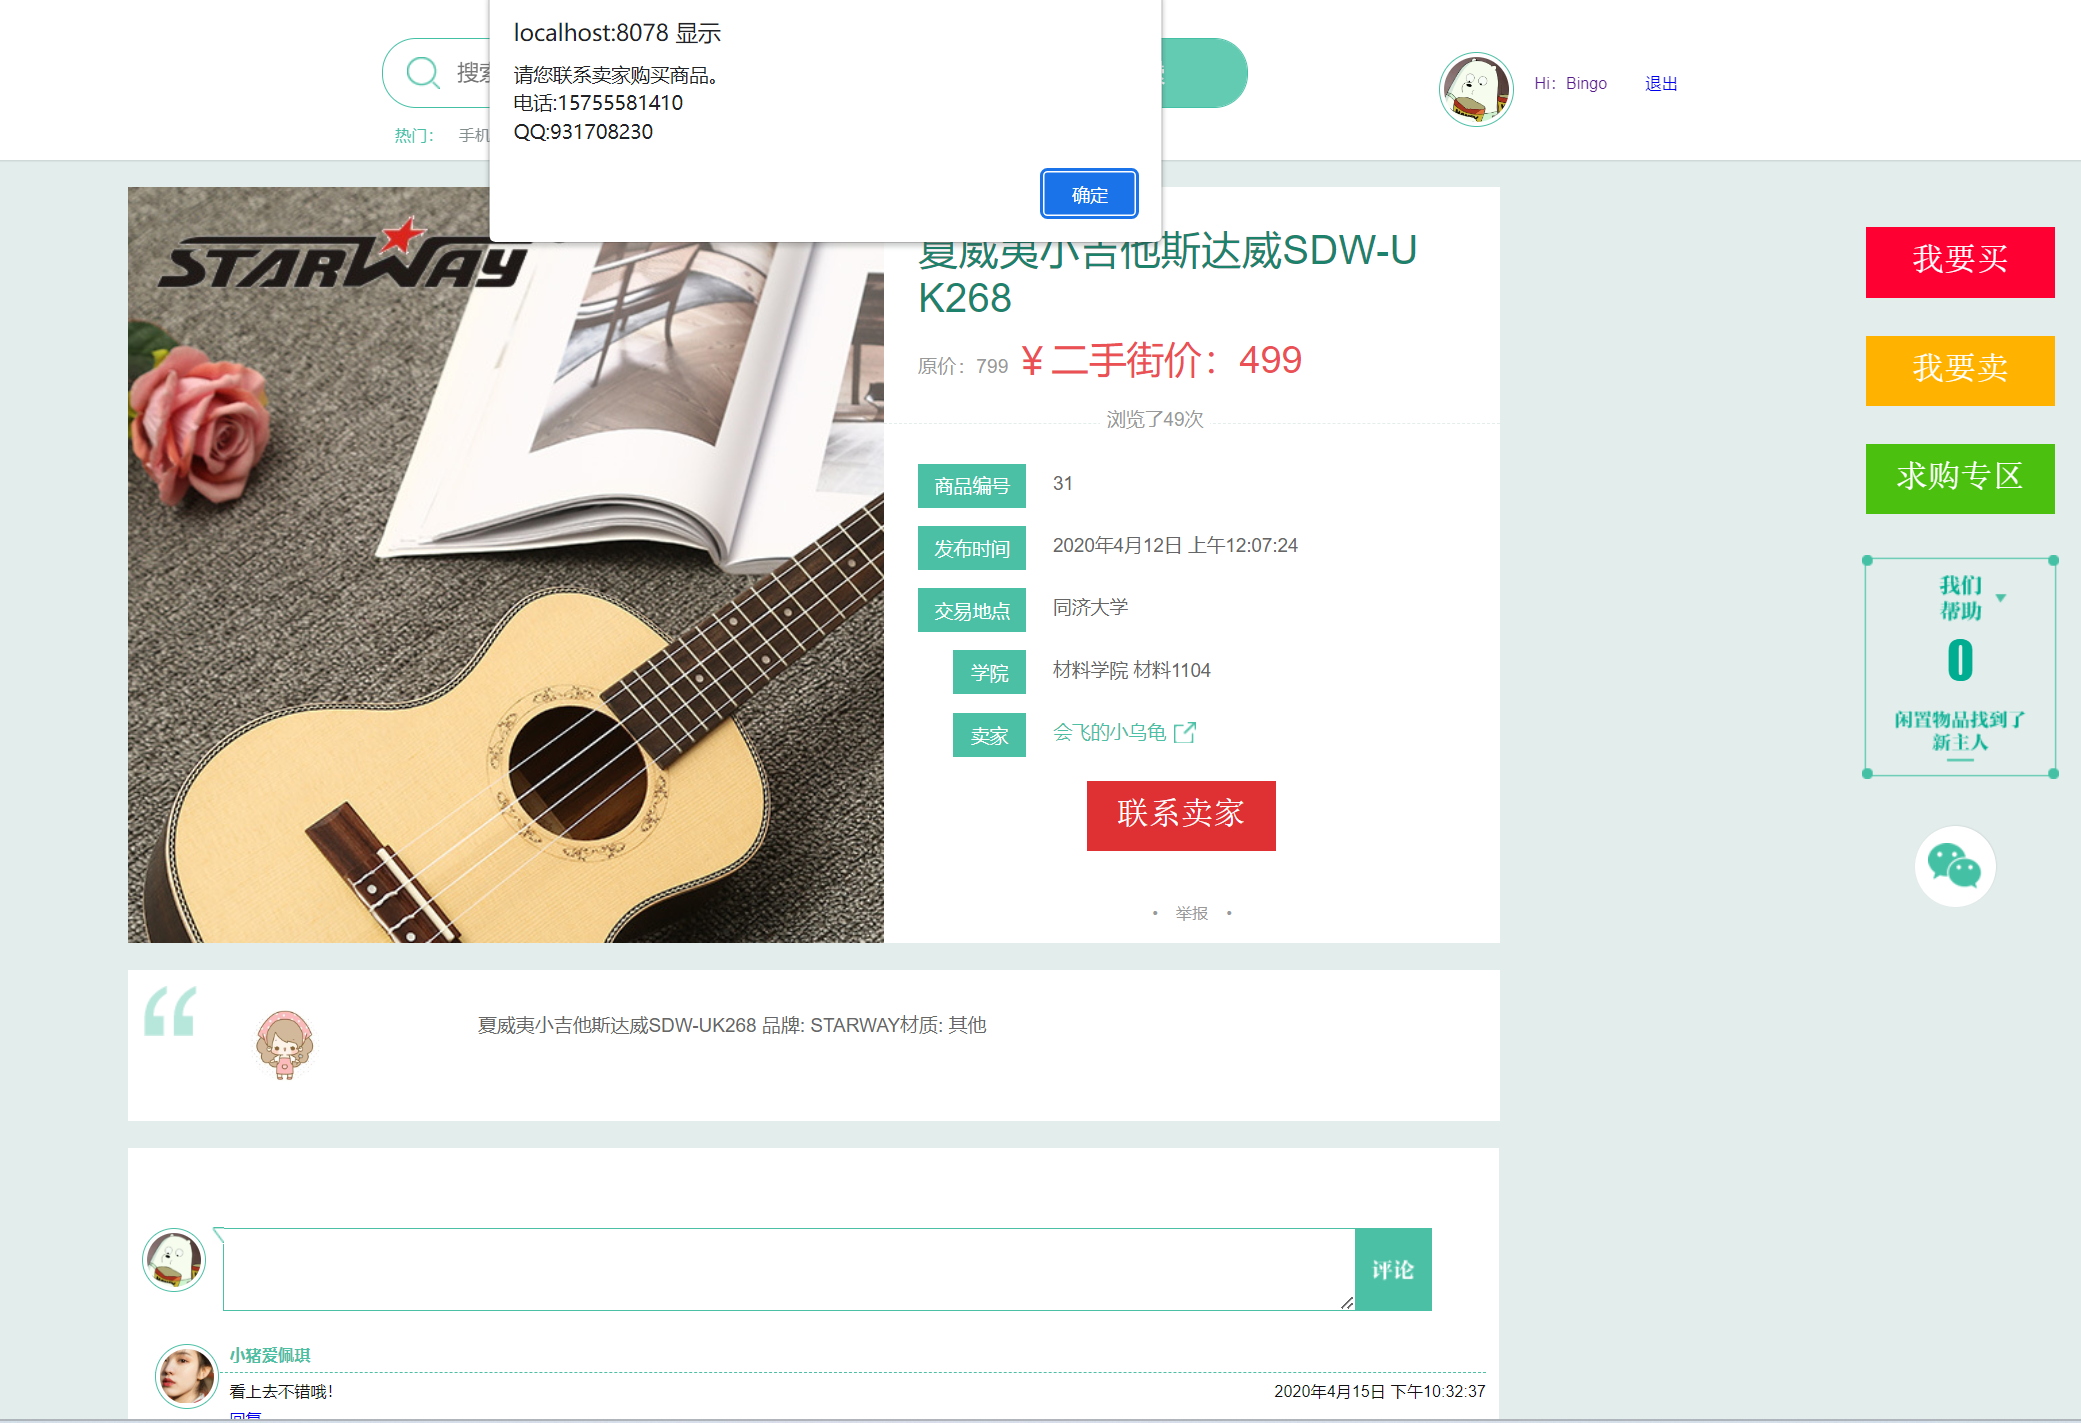 localhost:8078 显示
请您联系卖家购买商品。
电话:15755581410
QQ:931708230
确定
Hi：Bingo
退出
热门：
手机
STARWAY
夏威夷小吉他斯达威SDW-U
K268
原价：799 ￥二手街价：499
浏览了49次
商品编号 31
发布时间 2020年4月12日 上午12:07:24
交易地点 同济大学
学院 材料学院 材料1104
卖家 会飞的小乌龟
联系卖家
• 举报 •
我要买
我要卖
求购专区
我们
帮助
0
闲置物品找到了
新主人
夏威夷小吉他斯达威SDW-UK268 品牌: STARWAY材质: 其他
评论
小猪爱佩琪
看上去不错哦！ 2020年4月15日 下午10:32:37
回复